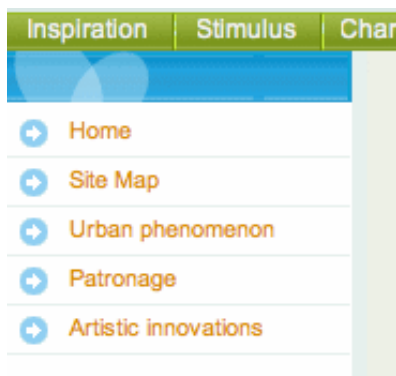 Inspiration Stimulus
Home
Site Map
Urban phenomenon
Patronage
Artistic innovations